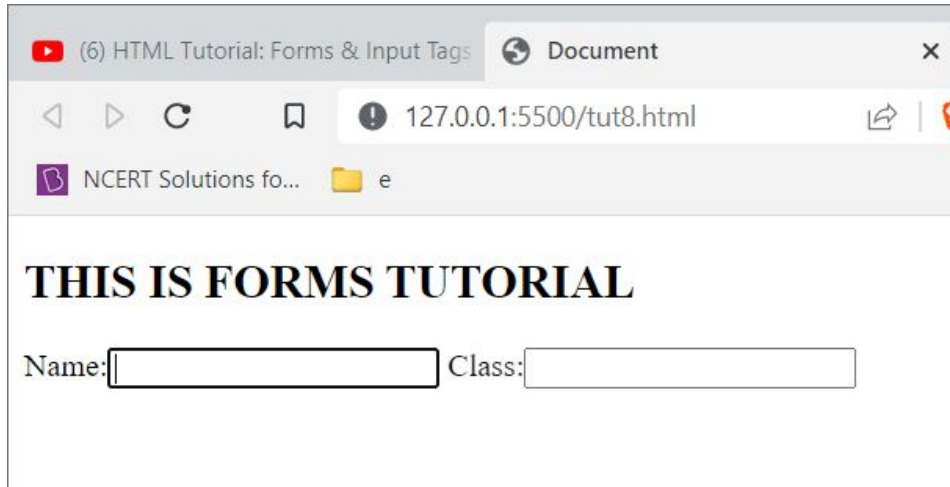 (6) HTML Tutorial: Forms & Input Tags
Document
127.0.0.1:5500/tut8.html
NCERT Solutions fo...
e
THIS IS FORMS TUTORIAL
Name: Class: